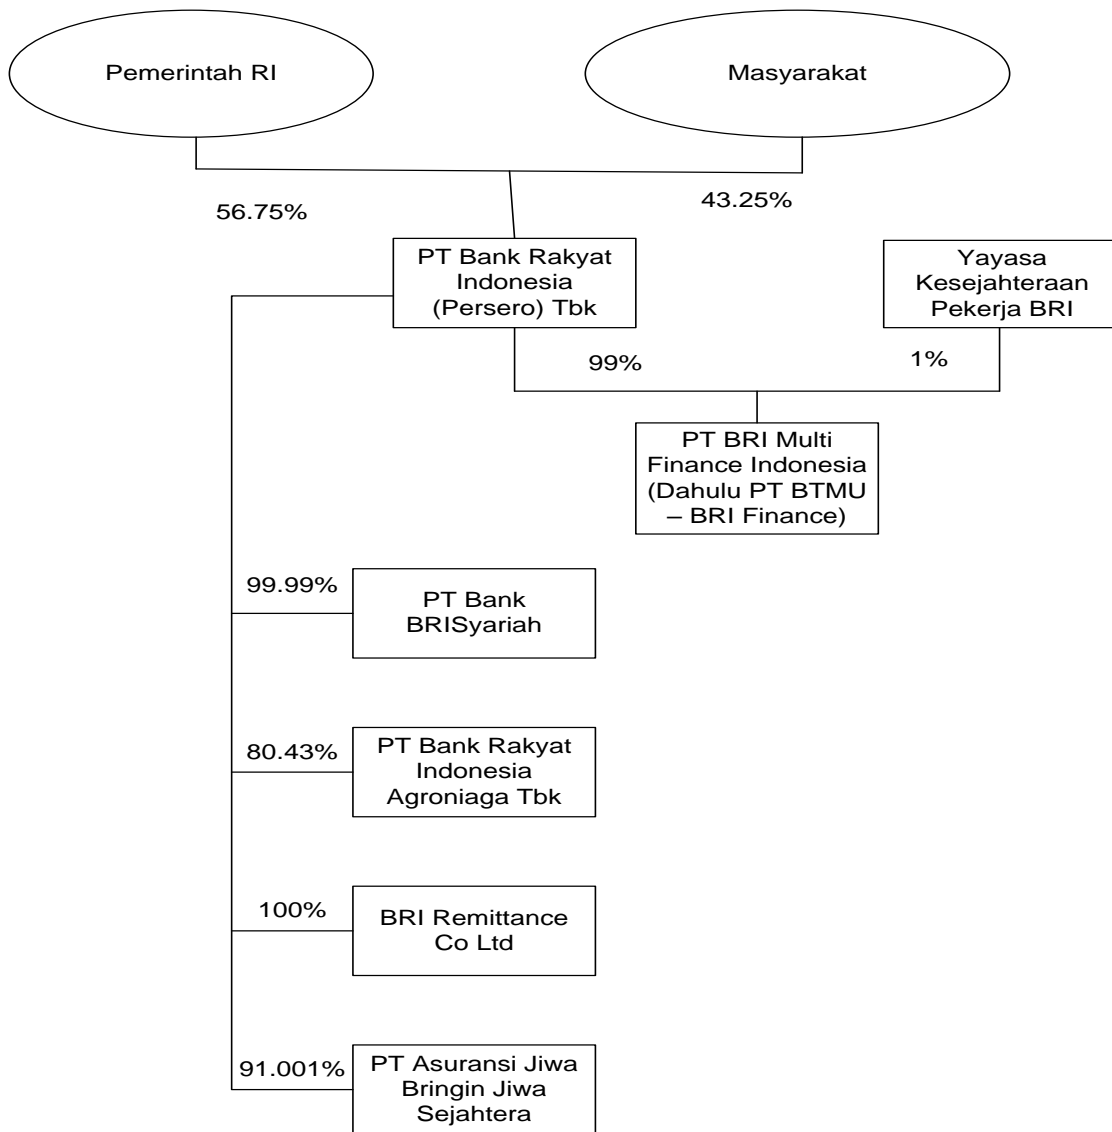 Pemerintah RI
Masyarakat
56.75%
43.25%
PT Bank Rakyat
Indonesia
(Persero) Tbk
Yayasa
Kesejahteraan
Pekerja BRI
99%
1%
PT BRI Multi
Finance Indonesia
(Dahulu PT BTMU
– BRI Finance)
99.99%
PT Bank
BRISyariah
80.43%
PT Bank Rakyat
Indonesia
Agroniaga Tbk
100%
BRI Remittance
Co Ltd
91.001%
PT Asuransi Jiwa
Bringin Jiwa
Sejahtera